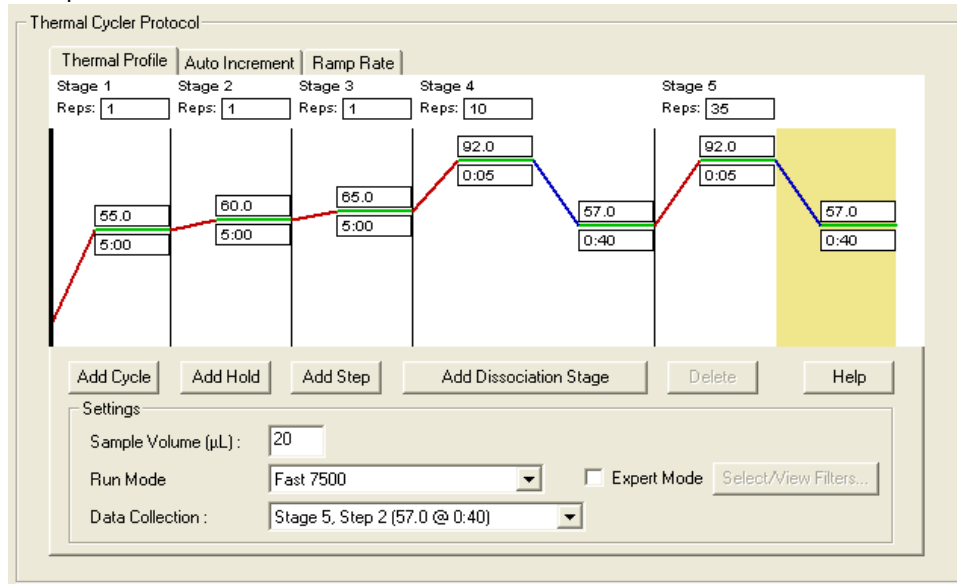 Thermal Cycler Protocol
Thermal Profile Auto Increment Ramp Rate
Stage 1 Stage 2 Stage 3 Stage 4 Stage 5
Reps: 1 Reps: 1 Reps: 1 Reps: 10 Reps: 35
92.0 92.0
0:05 0:05
55.0 60.0 65.0 57.0 57.0
5:00 5:00 5:00 0:40 0:40
Add Cycle Add Hold Add Step Add Dissociation Stage Delete Help
Settings
Sample Volume (µL) : 20
Run Mode Fast 7500 Expert Mode Select/View Filters...
Data Collection : Stage 5, Step 2 (57.0 @ 0:40)